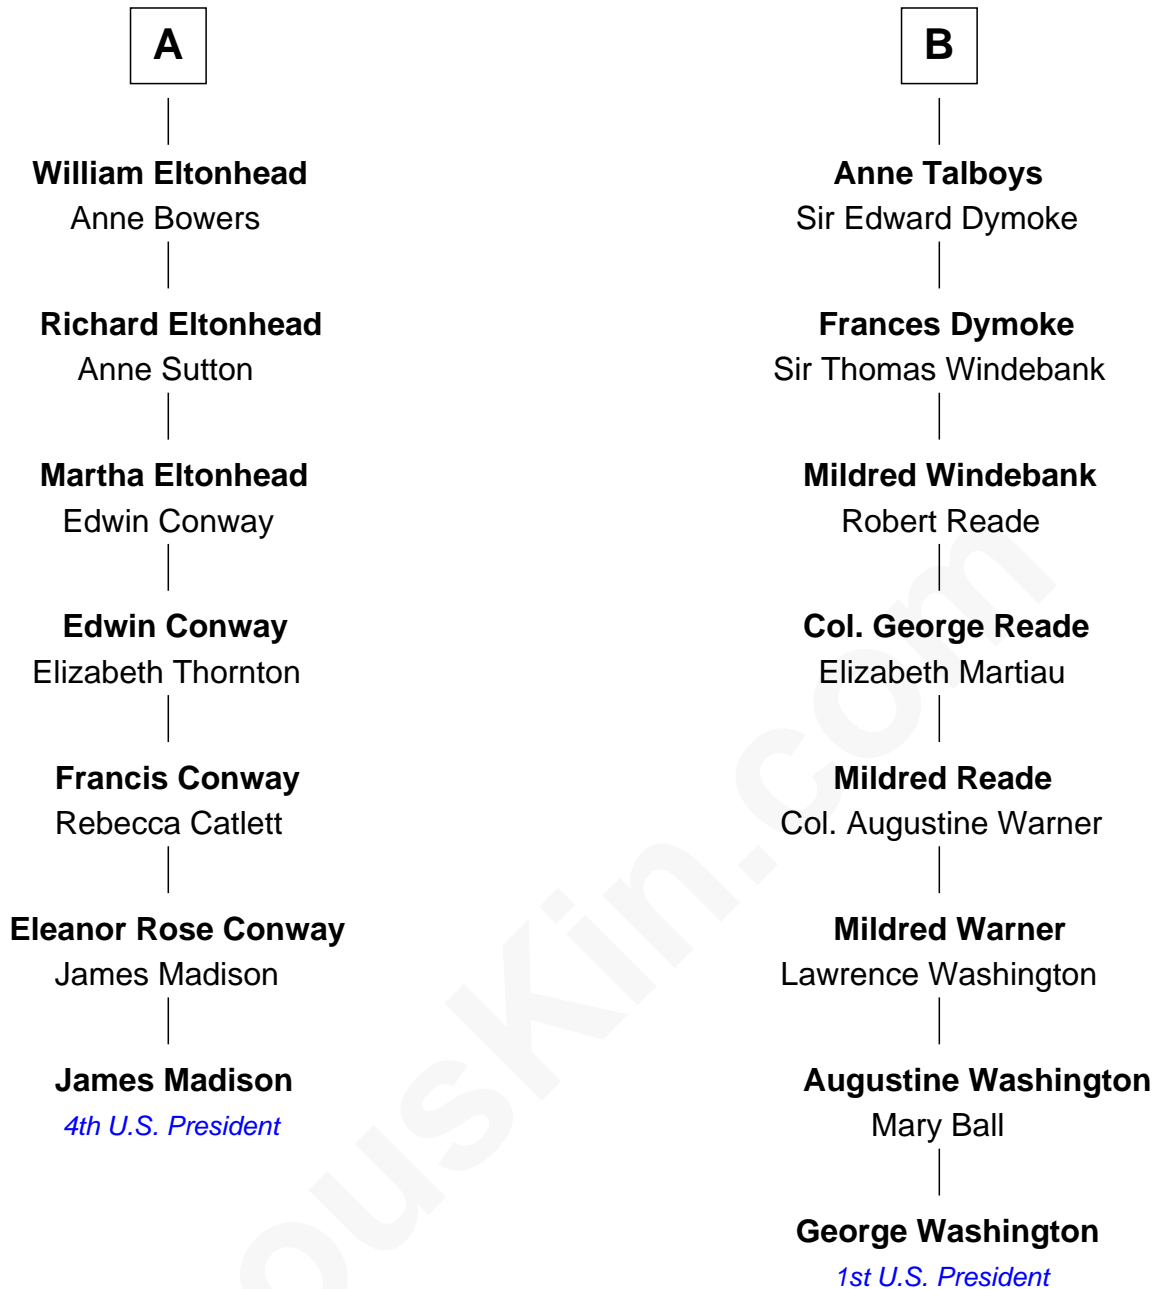 A
William Eltonhead
Anne Bowers
Richard Eltonhead
Anne Sutton
Martha Eltonhead
Edwin Conway
Edwin Conway
Elizabeth Thornton
Francis Conway
Rebecca Catlett
Eleanor Rose Conway
James Madison
James Madison
4th U.S. President
B
Anne Talboys
Sir Edward Dymoke
Frances Dymoke
Sir Thomas Windebank
Mildred Windebank
Robert Reade
Col. George Reade
Elizabeth Martiau
Mildred Reade
Col. Augustine Warner
Mildred Warner
Lawrence Washington
Augustine Washington
Mary Ball
George Washington
1st U.S. President
ousKin.com